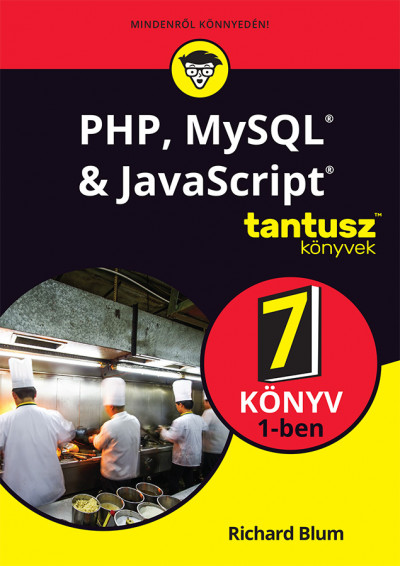 MINDENRŐL KÖNNYEDÉN!
PHP, MySQL®
& JavaScript®
tantusz™
könyvek
7
KÖNYV
1-ben
Richard Blum